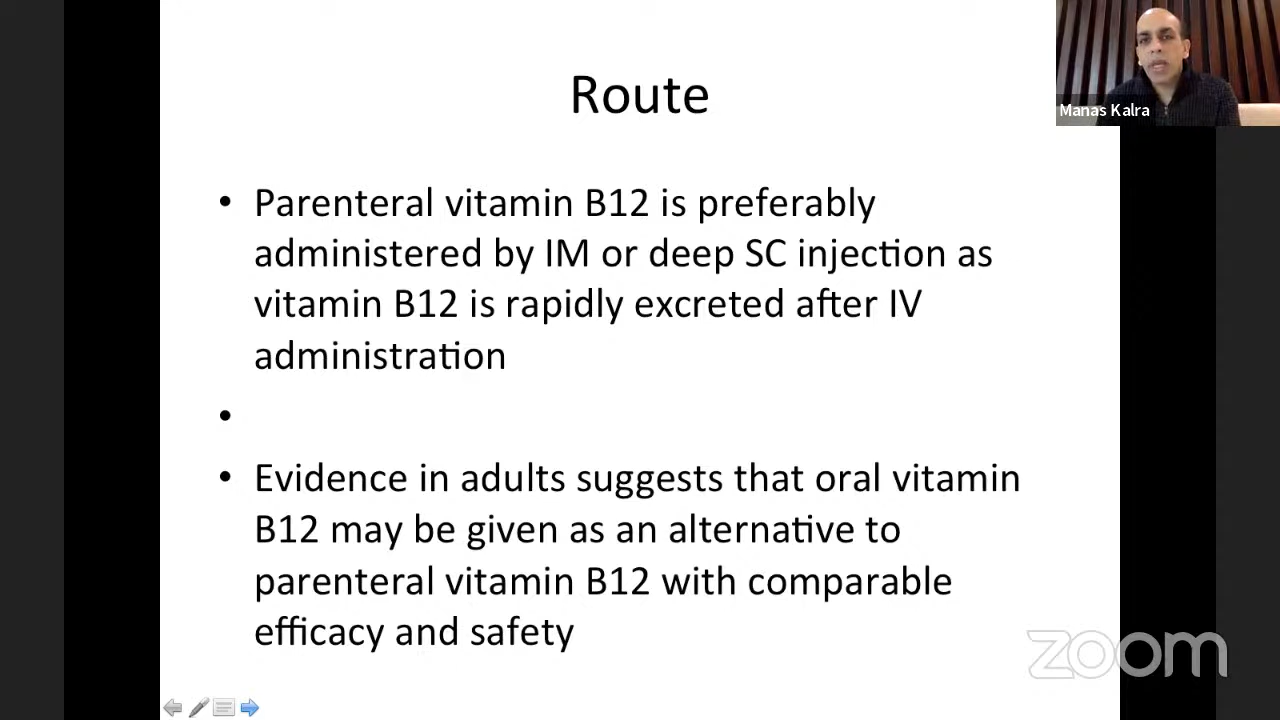 Route
Manas Kalra
• Parenteral vitamin B12 is preferably
administered by IM or deep SC injection as
vitamin B12 is rapidly excreted after IV
administration
•
• Evidence in adults suggests that oral vitamin
B12 may be given as an alternative to
parenteral vitamin B12 with comparable
efficacy and safety
zoom